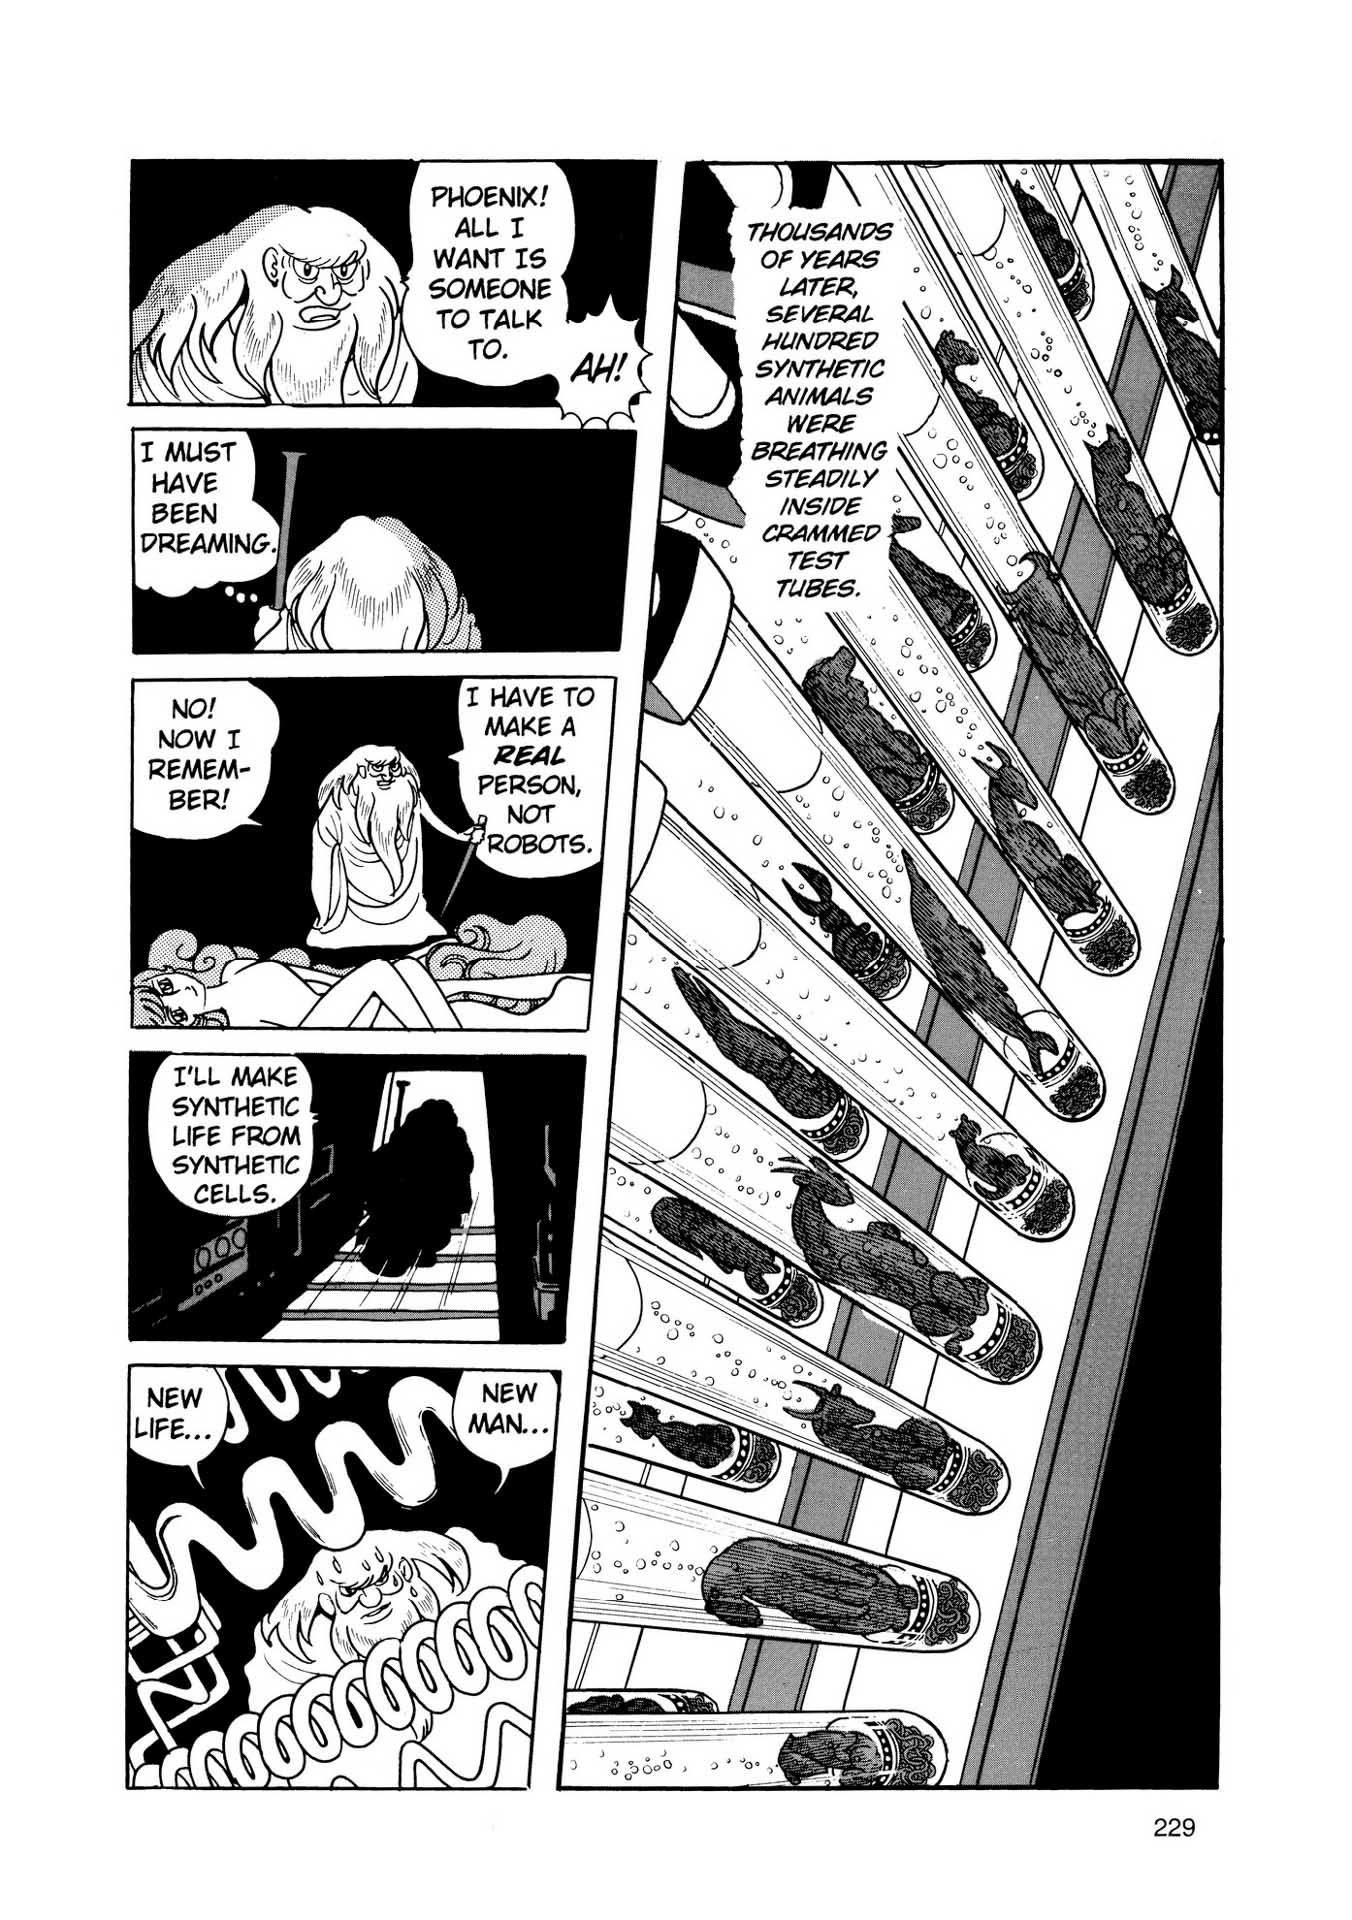 PHOENIX!
ALL I
WANT IS
SOMEONE
TO TALK
TO.
AH!
I MUST
HAVE
BEEN
DREAMING.
NO!
NOW I
REMEM-
BER!
I HAVE TO
MAKE A
REAL
PERSON,
NOT
ROBOTS.
I'LL MAKE
SYNTHETIC
LIFE FROM
SYNTHETIC
CELLS.
NEW
LIFE...
NEW
MAN...
THOUSANDS
OF YEARS
LATER,
SEVERAL
HUNDRED
SYNTHETIC
ANIMALS
WERE
BREATHING
STEADILY
INSIDE
CRAMMED
TEST
TUBES.
229